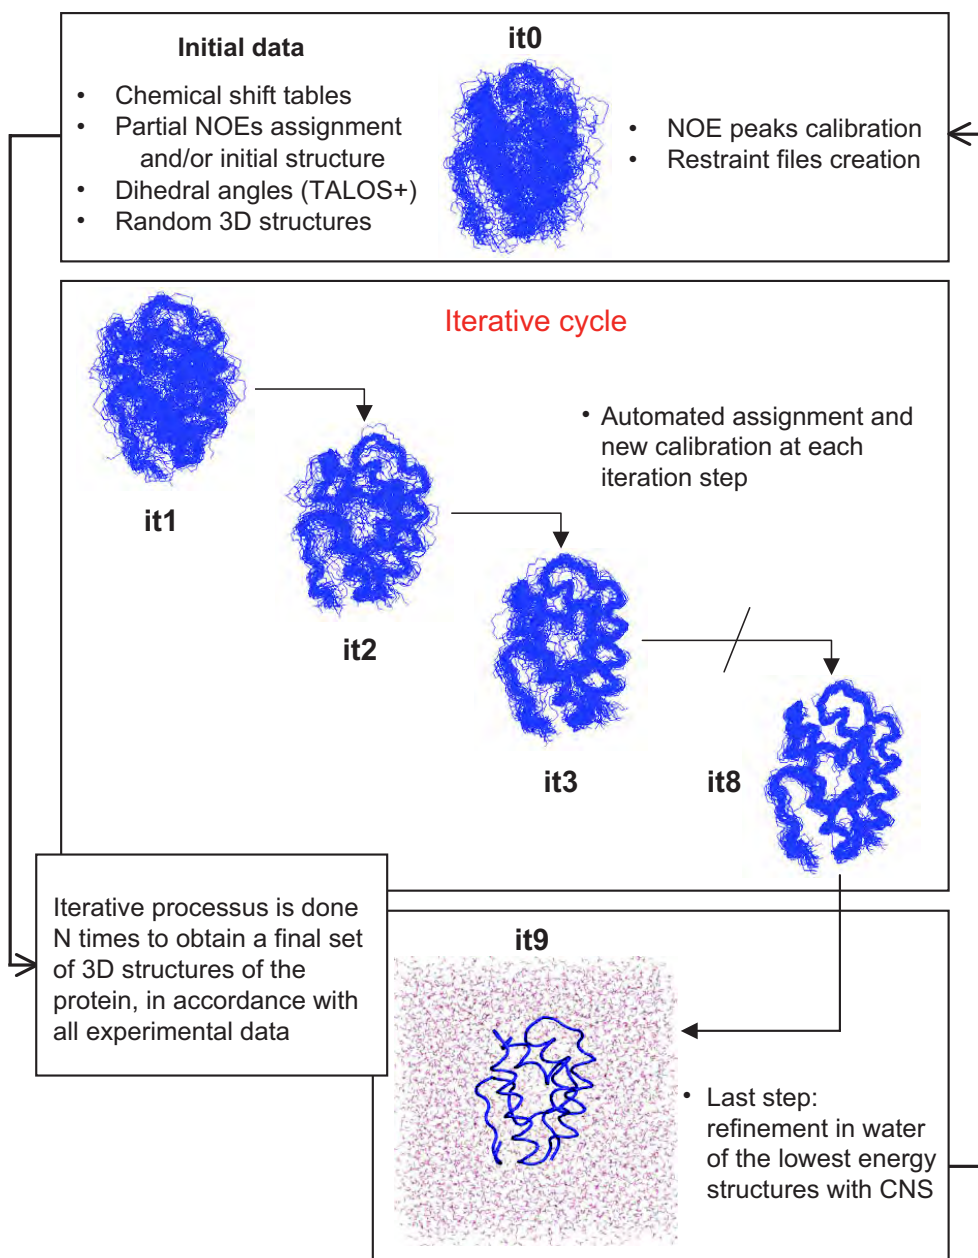 Initial data
• Chemical shift tables
• Partial NOEs assignment
and/or initial structure
• Dihedral angles (TALOS+)
• Random 3D structures
it0
• NOE peaks calibration
• Restraint files creation
Iterative cycle
it1
• Automated assignment and
new calibration at each
iteration step
it2
it3
it8
Iterative processus is done
N times to obtain a final set
of 3D structures of the
protein, in accordance with
all experimental data
it9
• Last step:
refinement in water
of the lowest energy
structures with CNS